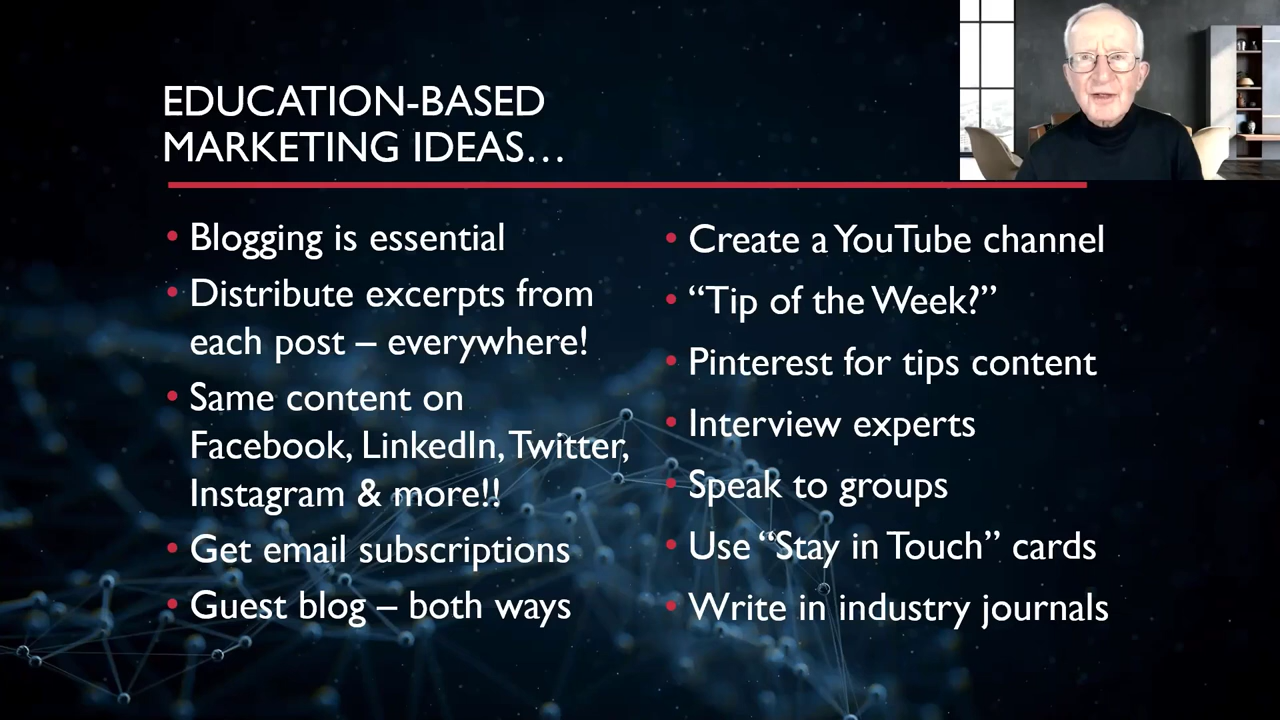 EDUCATION-BASED
MARKETING IDEAS…
• Blogging is essential
• Distribute excerpts from
each post – everywhere!
• Same content on
Facebook, LinkedIn, Twitter,
Instagram & more!!
• Get email subscriptions
• Guest blog – both ways
• Create a YouTube channel
• “Tip of the Week?”
• Pinterest for tips content
• Interview experts
• Speak to groups
• Use “Stay in Touch” cards
• Write in industry journals